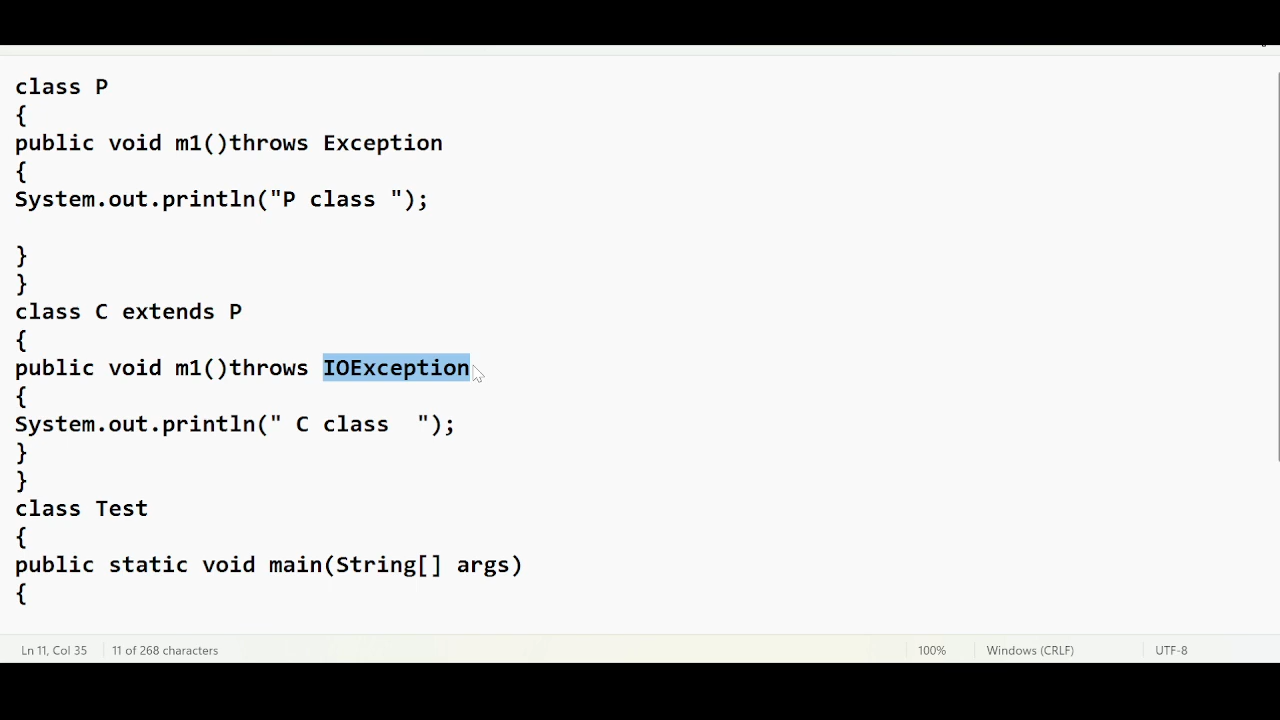 class P
{
public void m1()throws Exception
{
System.out.println("P class ");
}
}
class C extends P
{
public void m1()throws IOException
{
System.out.println(" C class  ");
}
}
class Test
{
public static void main(String[] args)
{
Ln 11, Col 35 11 of 268 characters 100% Windows (CRLF) UTF-8